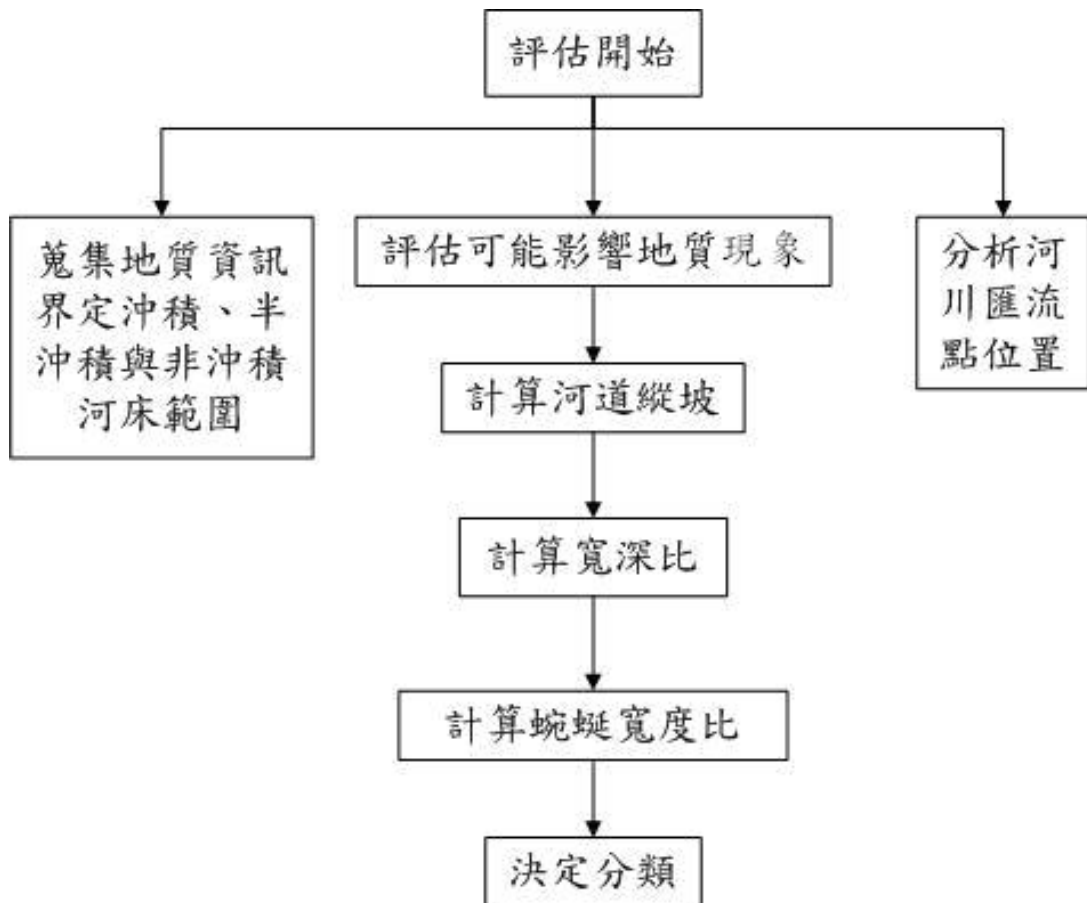 評估開始
蒐集地質資訊
界定沖積、半
沖積與非沖積
河床範圍
評估可能影響地質現象
分析河
川匯流
點位置
計算河道縱坡
計算寬深比
計算蜿蜒寬度比
決定分類